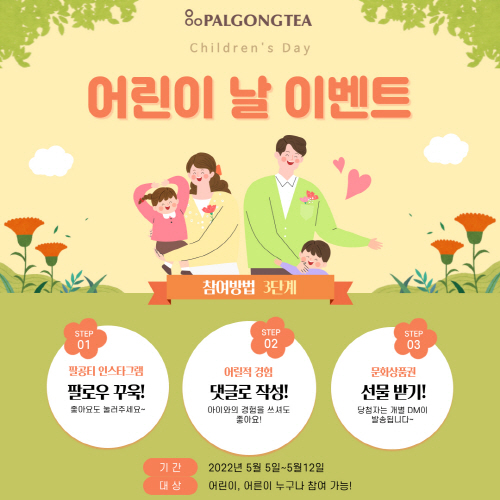 PALGONGTEA
Children's Day
어린이 날 이벤트
참여방법 3단계
STEP
01
팔공티 인스타그램
팔로우 꾸욱!
좋아요도 눌러주세요~
STEP
02
어릴적 경험
댓글로 작성!
아이와의 경험을 쓰셔도
좋아요!
STEP
03
문화상품권
선물 받기!
당첨자는 개별 DM이
발송됩니다~
기 간 2022년 5월 5일~5월12일
대 상 어린이, 어른이 누구나 참여 가능!